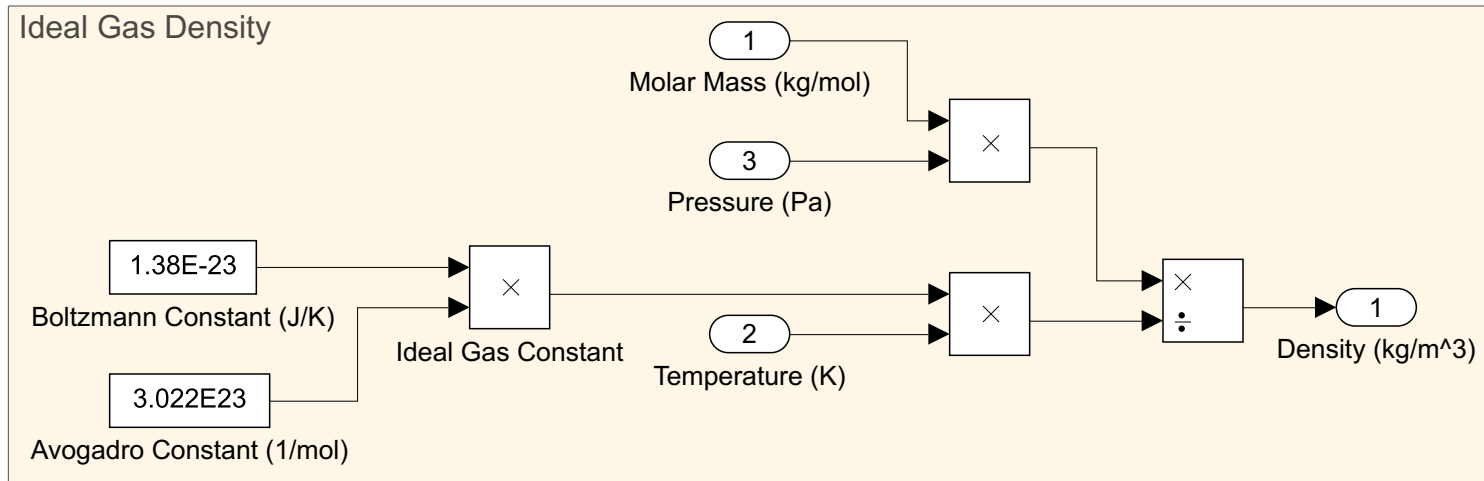 Ideal Gas Density
1
Molar Mass (kg/mol)
×
3
Pressure (Pa)
1.38E-23
Boltzmann Constant (J/K)
×
Ideal Gas Constant
3.022E23
Avogadro Constant (1/mol)
2
Temperature (K)
×
×
÷
1
Density (kg/m^3)